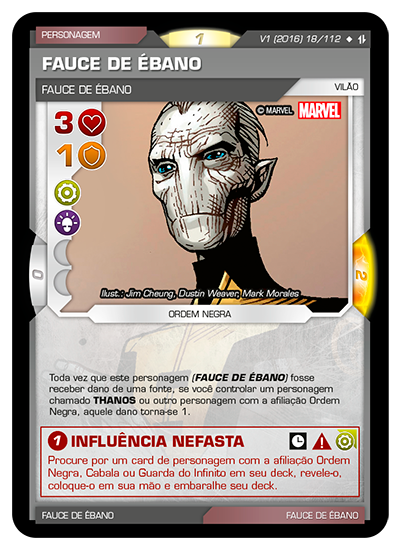 PERSONAGEM
1
V1 (2016) 18/112
FAUCE DE ÉBANO
FAUCE DE ÉBANO
VILÃO
© MARVEL MARVEL
3
1
0
2
Ilust.: Jim Cheung, Dustin Weaver, Mark Morales
ORDEM NEGRA
Toda vez que este personagem (FAUCE DE ÉBANO) fosse
receber dano de uma fonte, se você controlar um personagem
chamado THANOS ou outro personagem com a afiliação Ordem
Negra, aquele dano torna-se 1.
1 INFLUÊNCIA NEFASTA
Procure por um card de personagem com a afiliação Ordem
Negra, Cabala ou Guarda do Infinito em seu deck, revele-o,
coloque-o em sua mão e embaralhe seu deck.
FAUCE DE ÉBANO
FAUCE DE ÉBANO